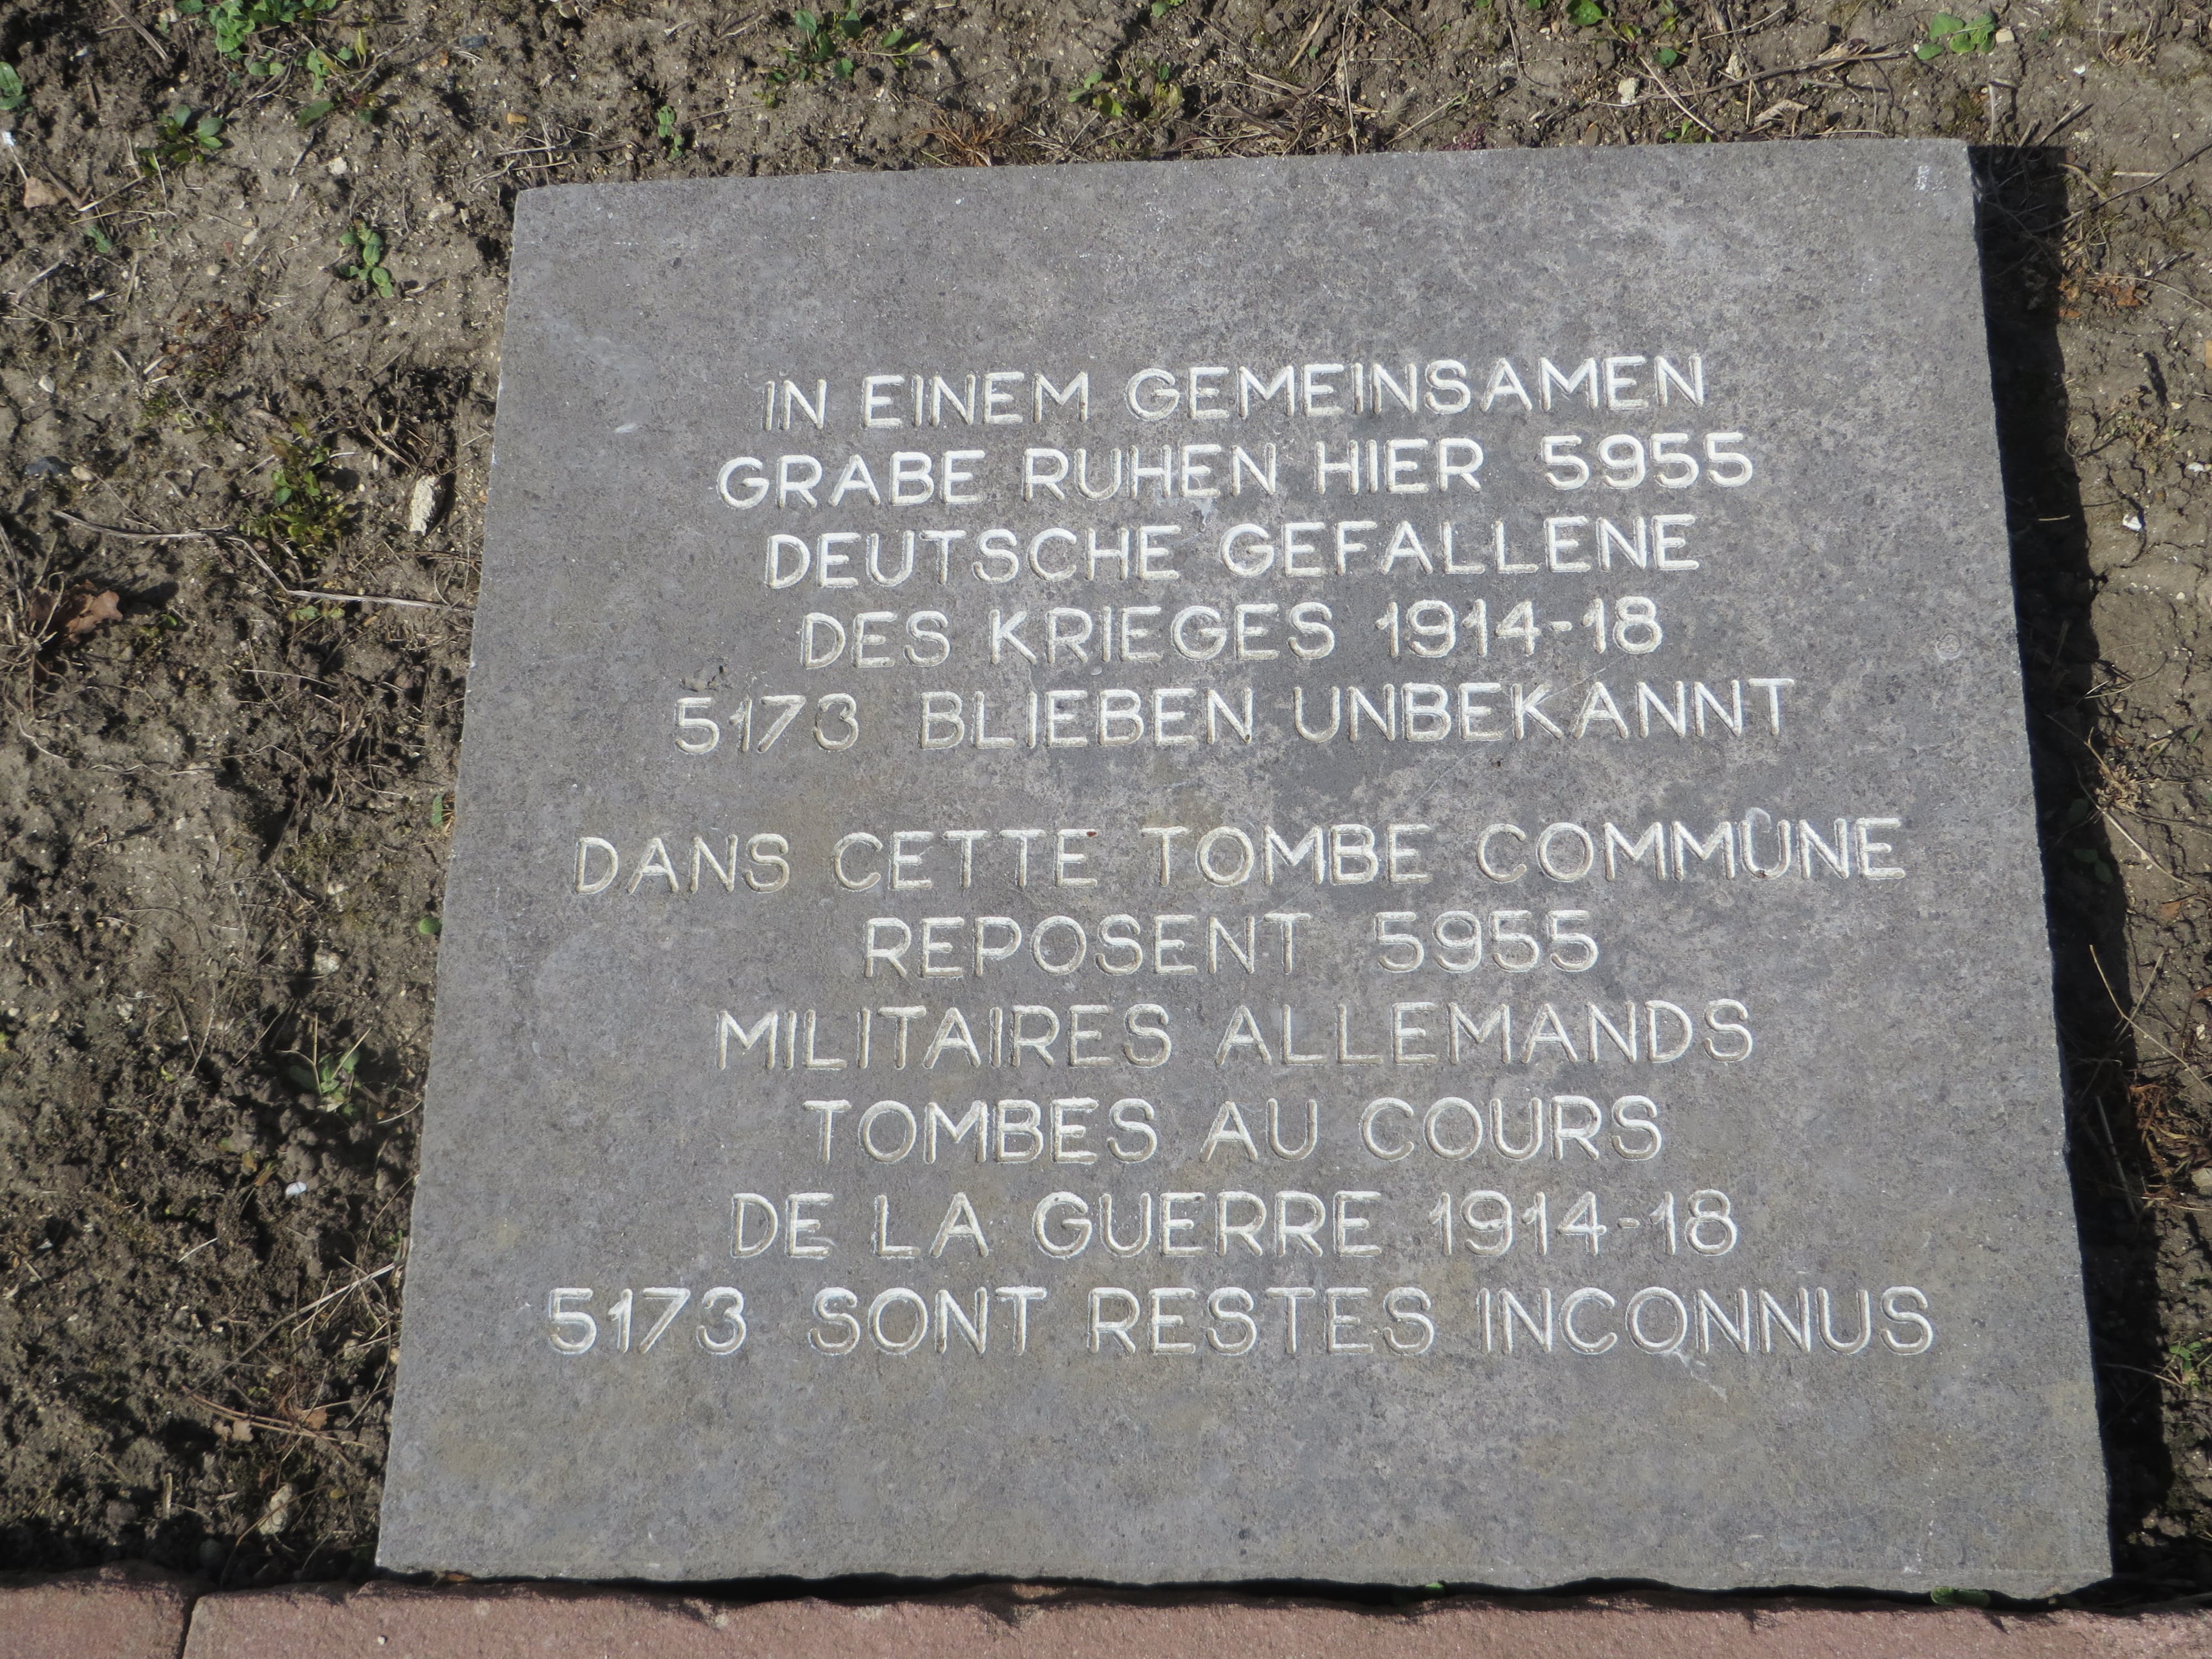 IN EINEM GEMEINSAMEN
GRABE RUHEN HIER 5955
DEUTSCHE GEFALLENE
DES KRIEGES 1914-18
5173 BLIEBEN UNBEKANNT
DANS CETTE TOMBE COMMUNE
REPOSENT 5955
MILITAIRES ALLEMANDS
TOMBES AU COURS
DE LA GUERRE 1914-18
5173 SONT RESTES INCONNUS